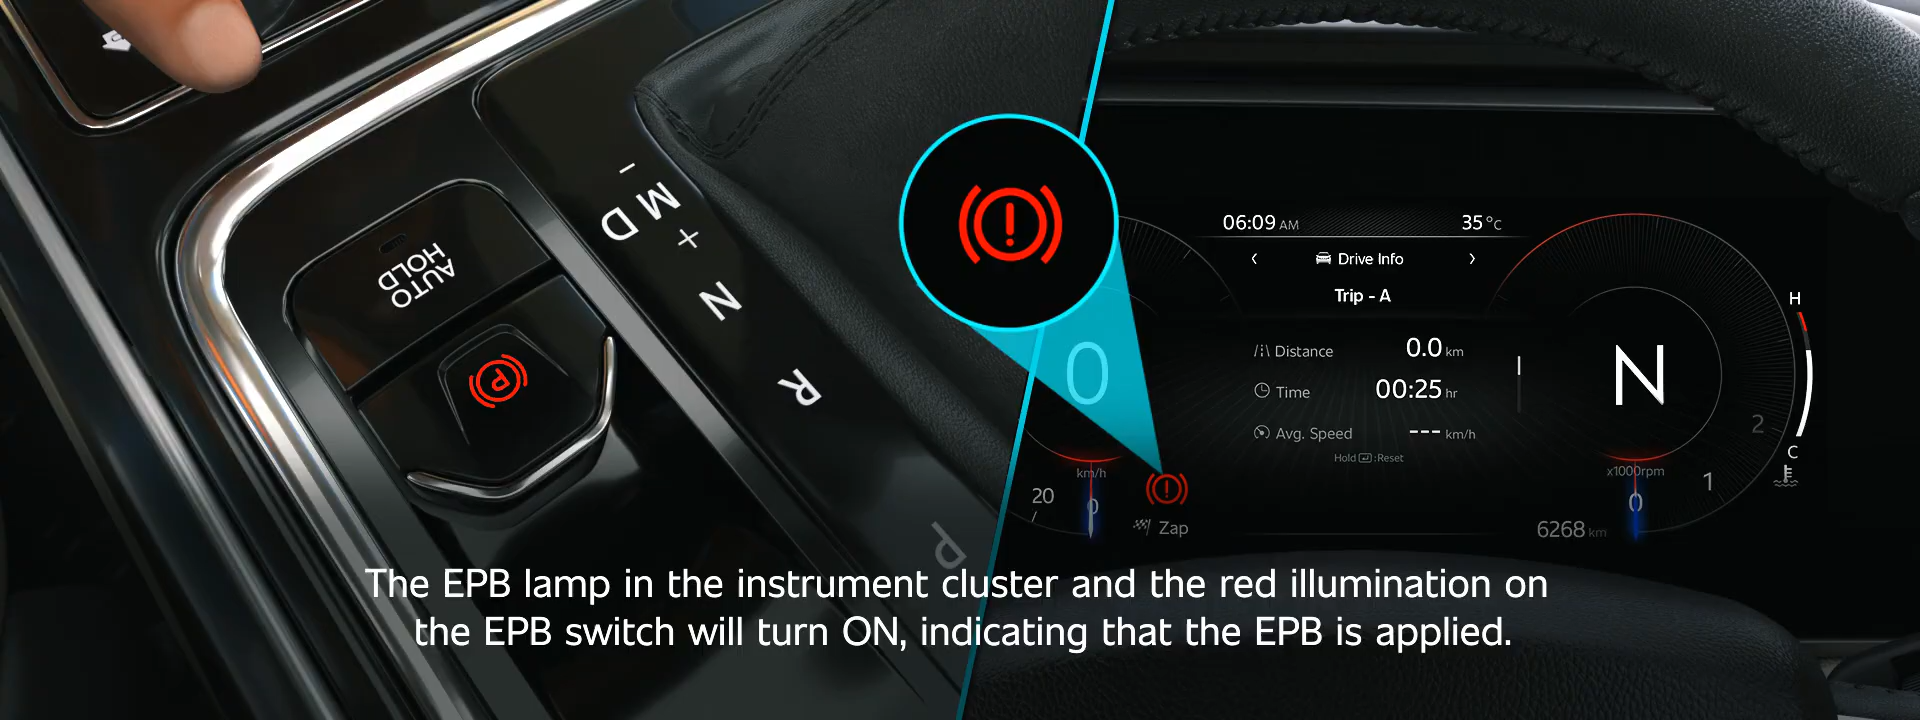 AUTO
HOLD
P
-
M
D
+
N
R
P
06:09 AM
35°C
‹ Drive Info ›
Trip - A
Distance 0.0 km
Time 00:25 hr
Avg. Speed --- km/h
Hold :Reset
0
km/h
20
0
!
!
Zap
N
H
C
2
1
x1000rpm
0
6268 km
The EPB lamp in the instrument cluster and the red illumination on
the EPB switch will turn ON, indicating that the EPB is applied.